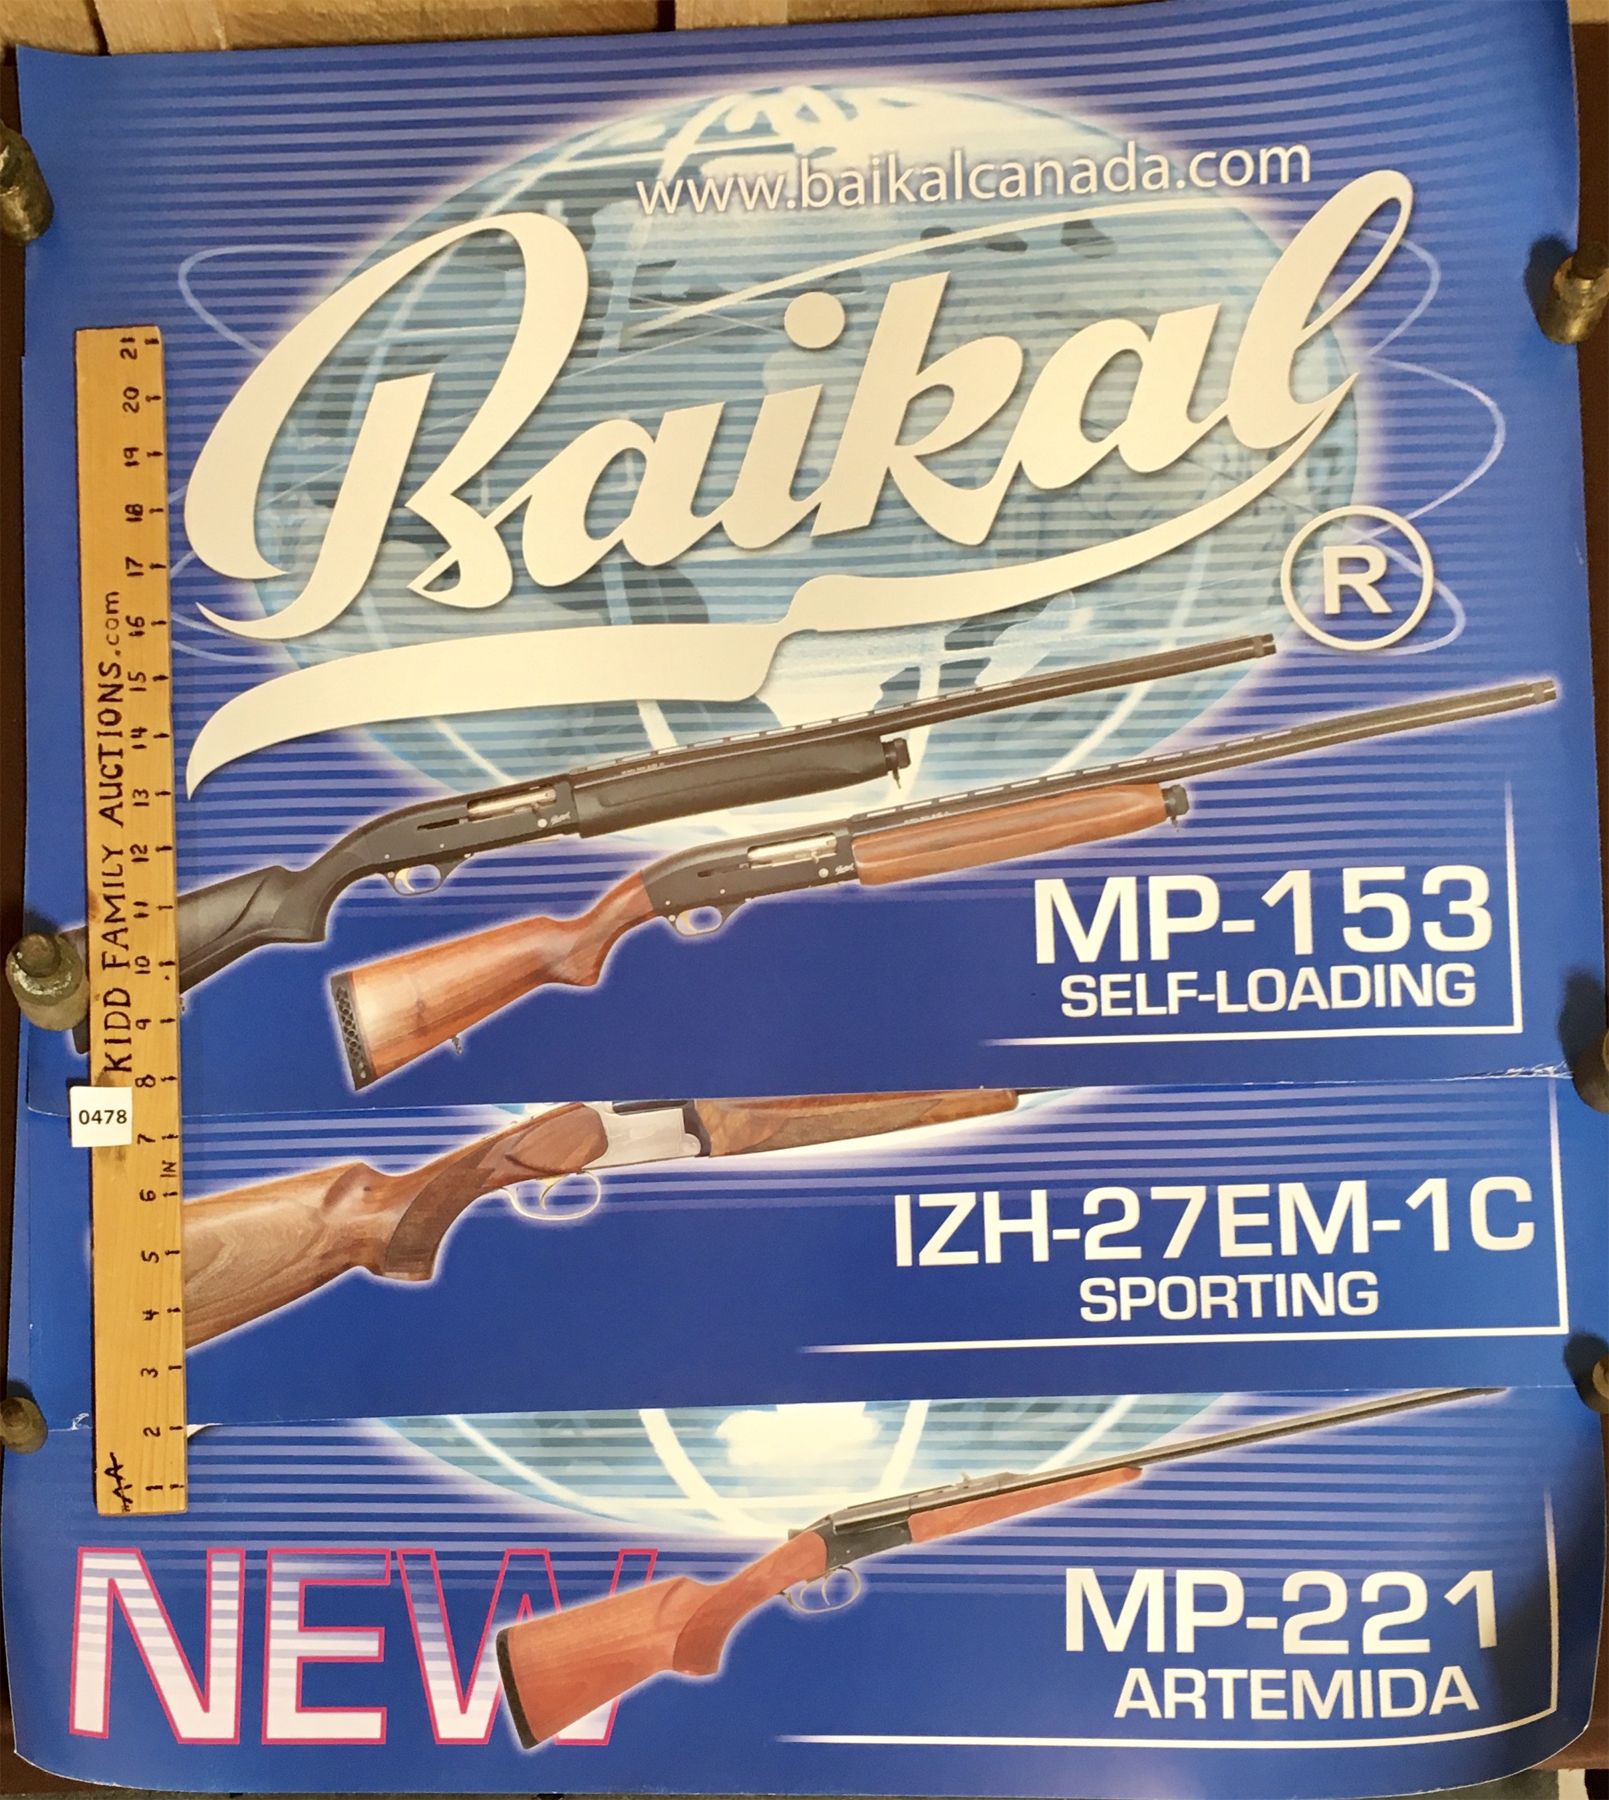 www.baikalcanada.com
Baikal
®
MP-153
SELF-LOADING
IZH-27EM-1C
SPORTING
NEW
MP-221
ARTEMIDA
KIDD FAMILY AUCTIONS.com
21
20
19
18
17
16
15
14
13
12
11
10
9
8
7
IN
6
5
4
3
2
1
0478